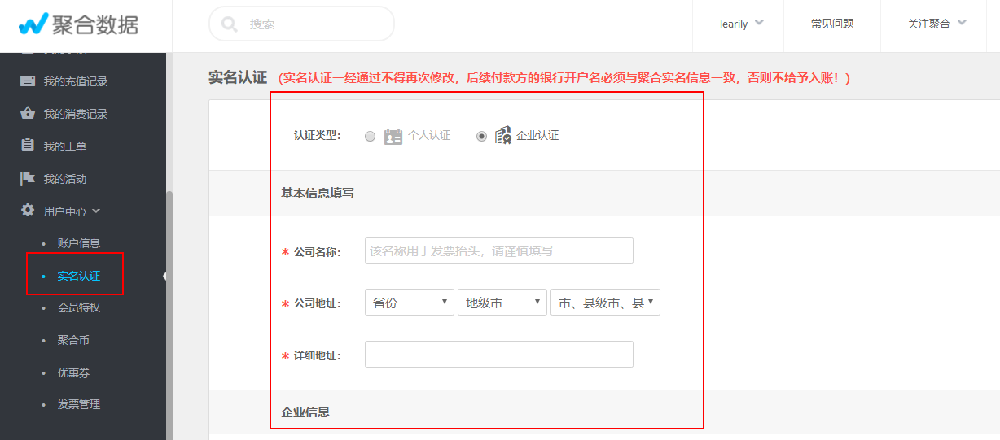 聚合数据
搜索
learily
常见问题
关注聚合
我的充值记录
我的消费记录
我的工单
我的活动
用户中心
账户信息
实名认证
会员特权
聚合币
优惠券
发票管理
实名认证 (实名认证一经通过不得再次修改，后续付款方的银行开户名必须与聚合实名信息一致，否则不给予入账！)
认证类型： 个人认证 企业认证
基本信息填写
* 公司名称： 该名称用于发票抬头，请谨慎填写
* 公司地址： 省份 地级市 市、县级市、县
* 详细地址：
企业信息